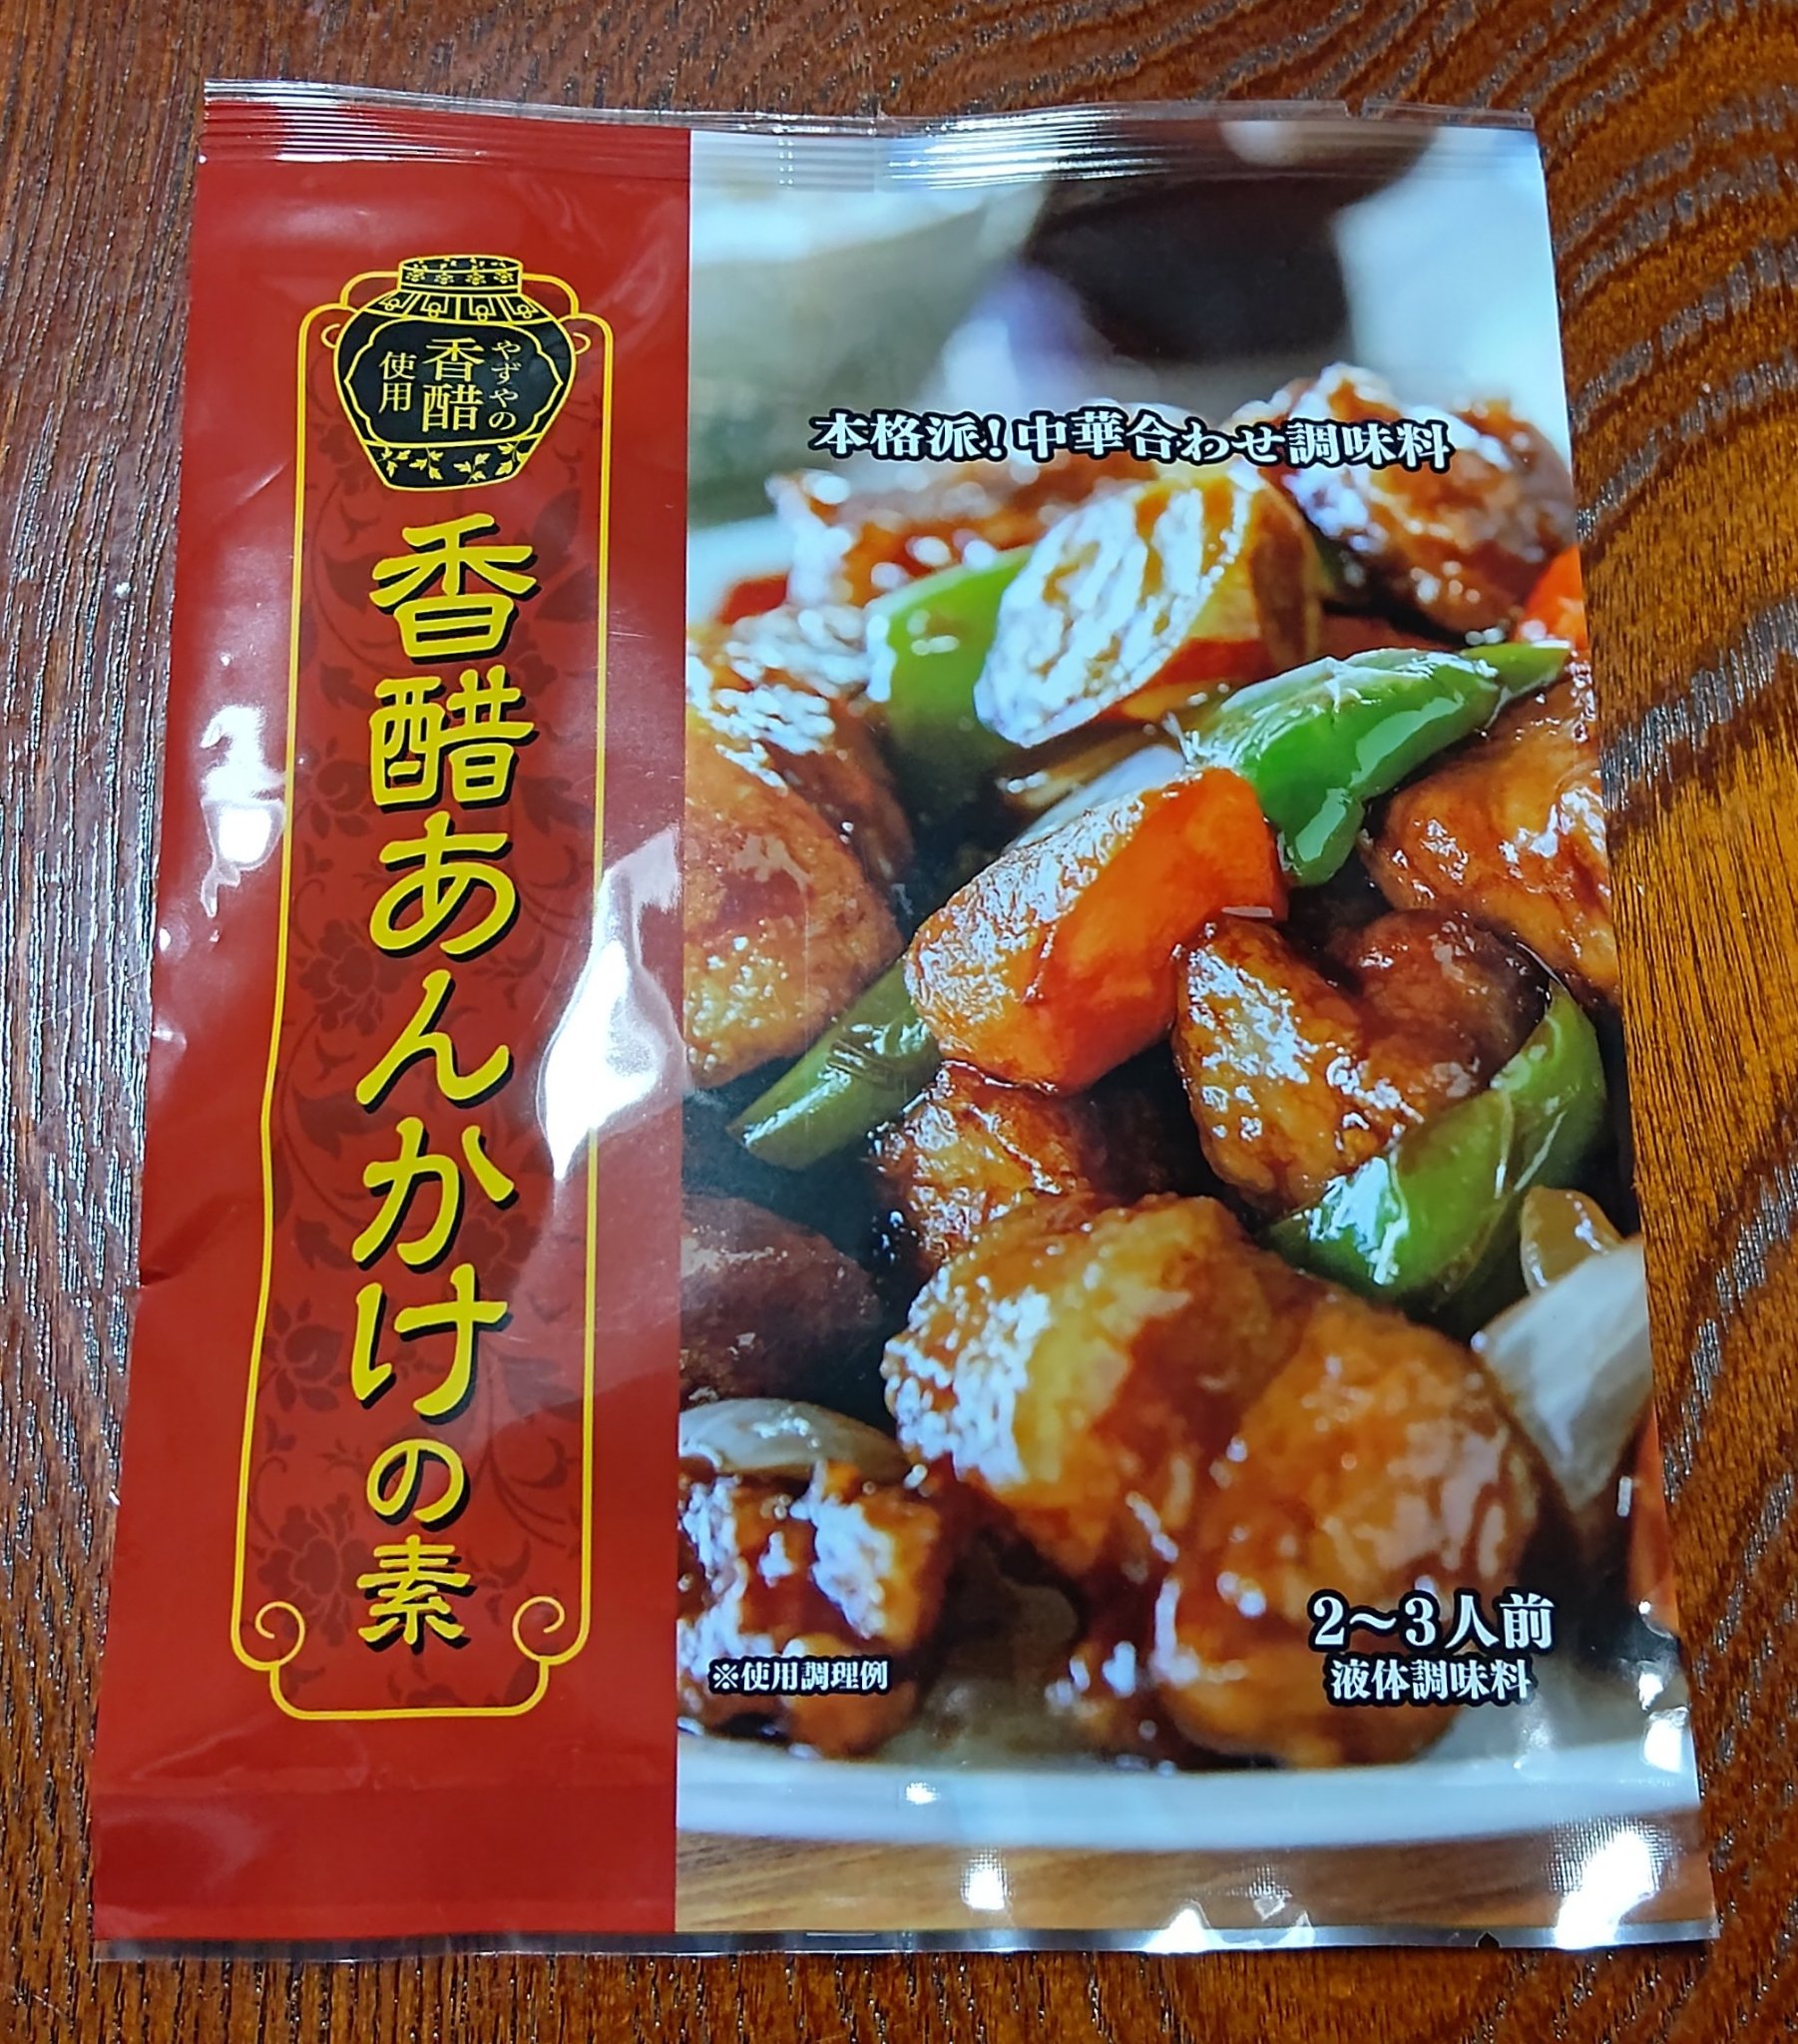 やずやの
香醋
使用
香醋あんかけの素
本格派!中華合わせ調味料
2〜3人前
液体調味料
※使用調理例